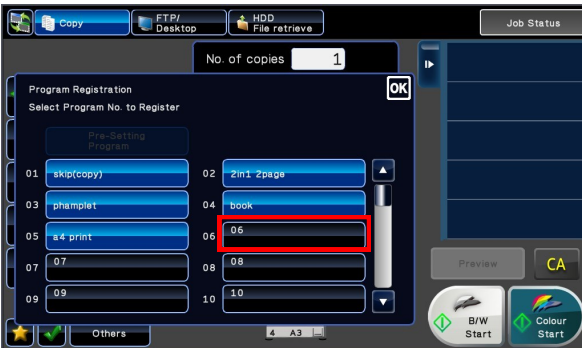 Copy
FTP/
Desktop
HDD
File retrieve
Job Status
No. of copies 1
Program Registration
OK
Select Program No. to Register
Pre-Setting
Program
01 skip(copy) 02 2in1 2page
03 phamplet 04 book
05 a4 print 06 06
07 07 08 08
09 09 10 10
Preview
CA
Others
4 A3
B/W
Start
Colour
Start